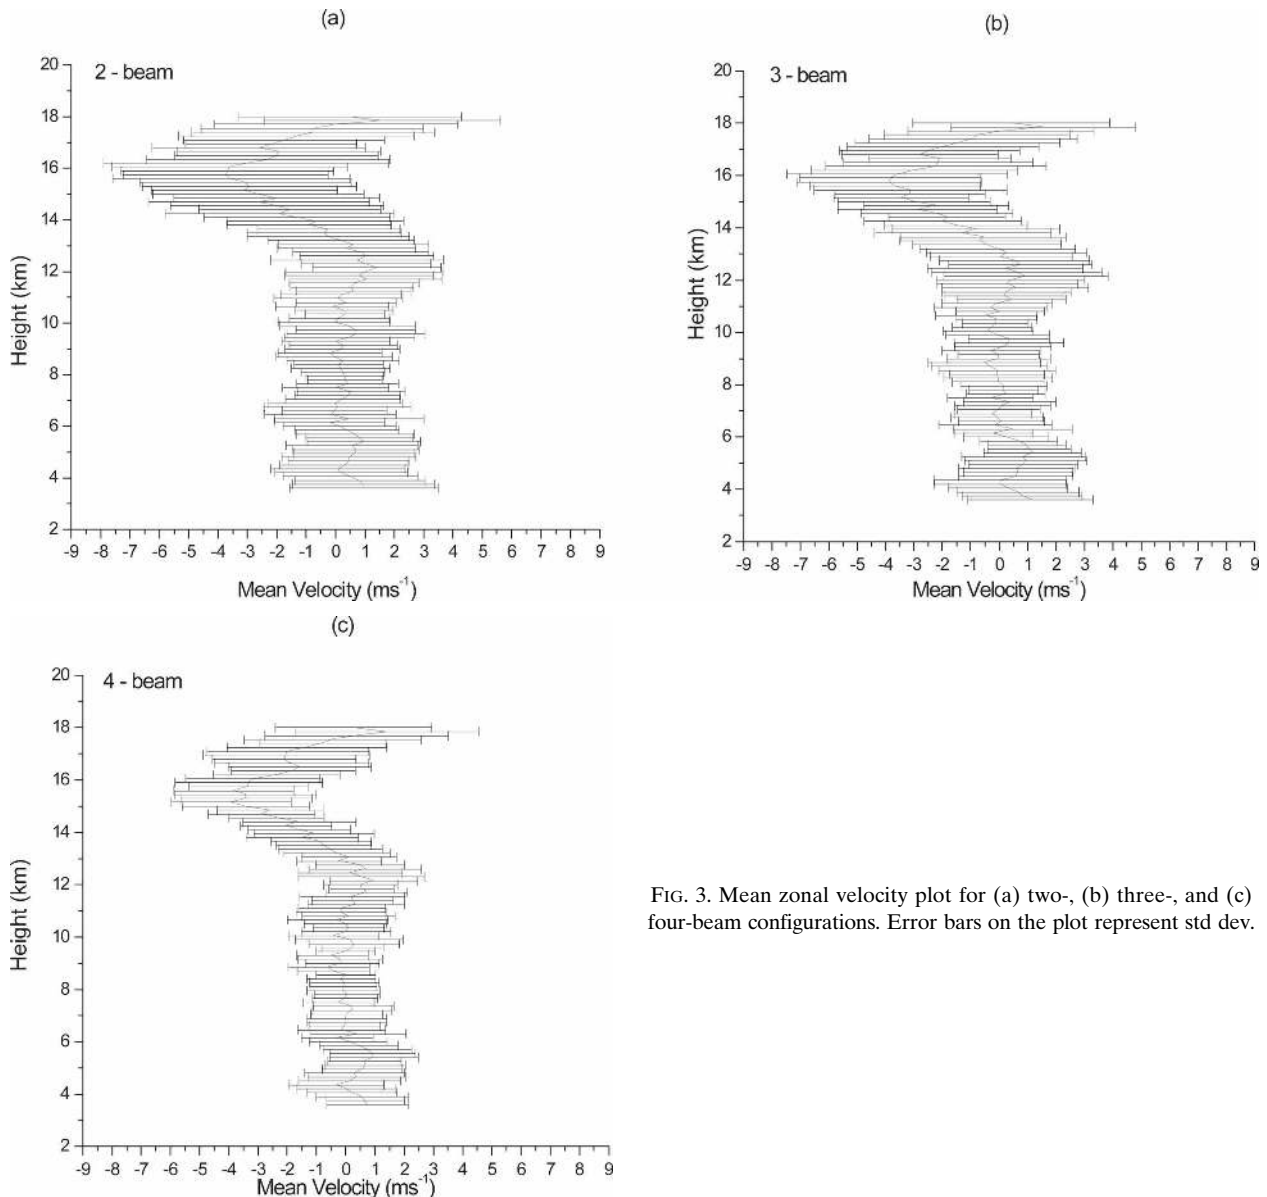 (a)
2 - beam
20
18
16
14
12
10
8
6
4
2
Height (km)
-9 -8 -7 -6 -5 -4 -3 -2 -1 0 1 2 3 4 5 6 7 8 9
Mean Velocity (ms-1)
(b)
3 - beam
20
18
16
14
12
10
8
6
4
2
Height (km)
-9 -8 -7 -6 -5 -4 -3 -2 -1 0 1 2 3 4 5 6 7 8 9
Mean Velocity (ms-1)
(c)
4 - beam
20
18
16
14
12
10
8
6
4
2
Height (km)
-9 -8 -7 -6 -5 -4 -3 -2 -1 0 1 2 3 4 5 6 7 8 9
Mean Velocity (ms-1)
FIG. 3. Mean zonal velocity plot for (a) two-, (b) three-, and (c)
four-beam configurations. Error bars on the plot represent std dev.